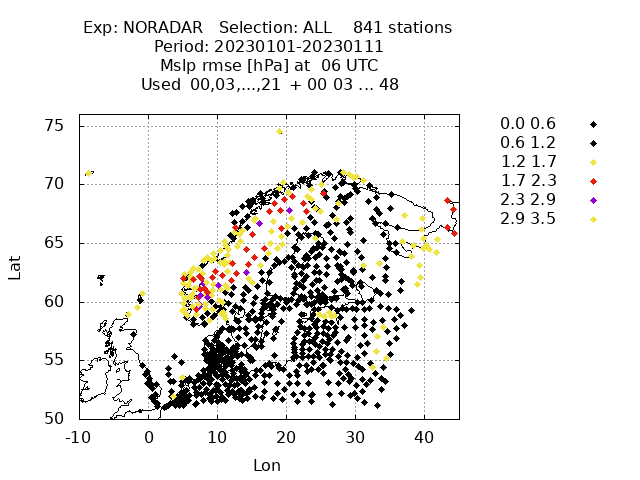 Exp: NORADAR Selection: ALL 841 stations
Period: 20230101-20230111
Mslp rmse [hPa] at 06 UTC
Used 00,03,...,21 + 00 03 ... 48
75
70
65
60
55
50
Lat
-10 0 10 20 30 40
Lon
0.0 0.6
0.6 1.2
1.2 1.7
1.7 2.3
2.3 2.9
2.9 3.5